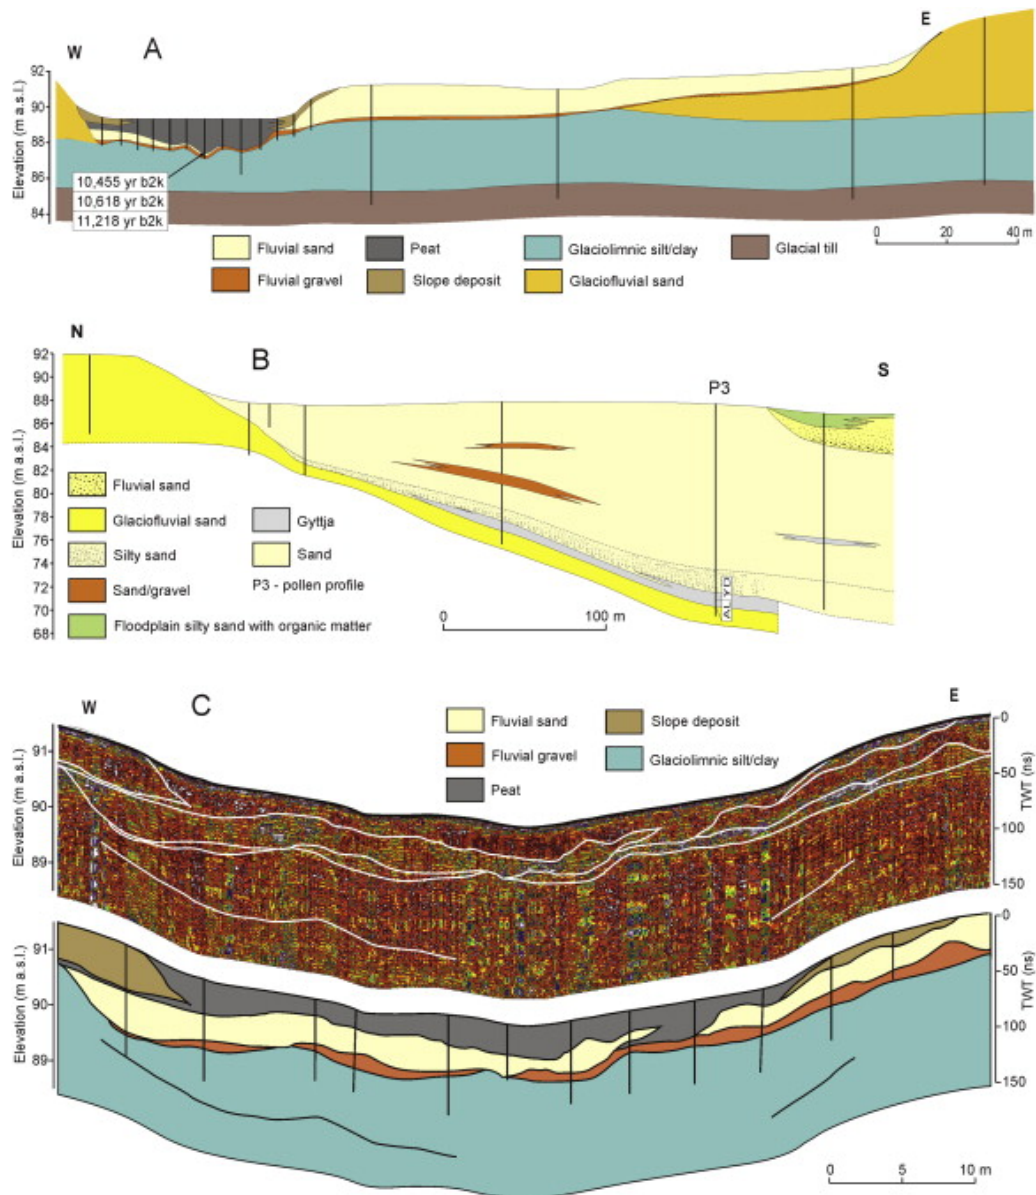 W
A
E
Elevation (m a.s.l.)
92
90
88
86
84
10,455 yr b2k
10,618 yr b2k
11,218 yr b2k
0 20 40 m
Fluvial sand
Peat
Glaciolimnic silt/clay
Glacial till
Fluvial gravel
Slope deposit
Glaciofluvial sand
N
B
P3
S
Elevation (m a.s.l.)
92
90
88
86
84
82
80
78
76
74
72
70
68
AL YD
Fluvial sand
Glaciofluvial sand
Silty sand
Sand/gravel
Floodplain silty sand with organic matter
Gyttja
Sand
P3 - pollen profile
0 100 m
W
C
E
Fluvial sand
Slope deposit
Fluvial gravel
Glaciolimnic silt/clay
Peat
Elevation (m a.s.l.)
91
90
89
0
50
100
150
TWT (ns)
Elevation (m a.s.l.)
91
90
89
0
50
100
150
TWT (ns)
0 5 10 m